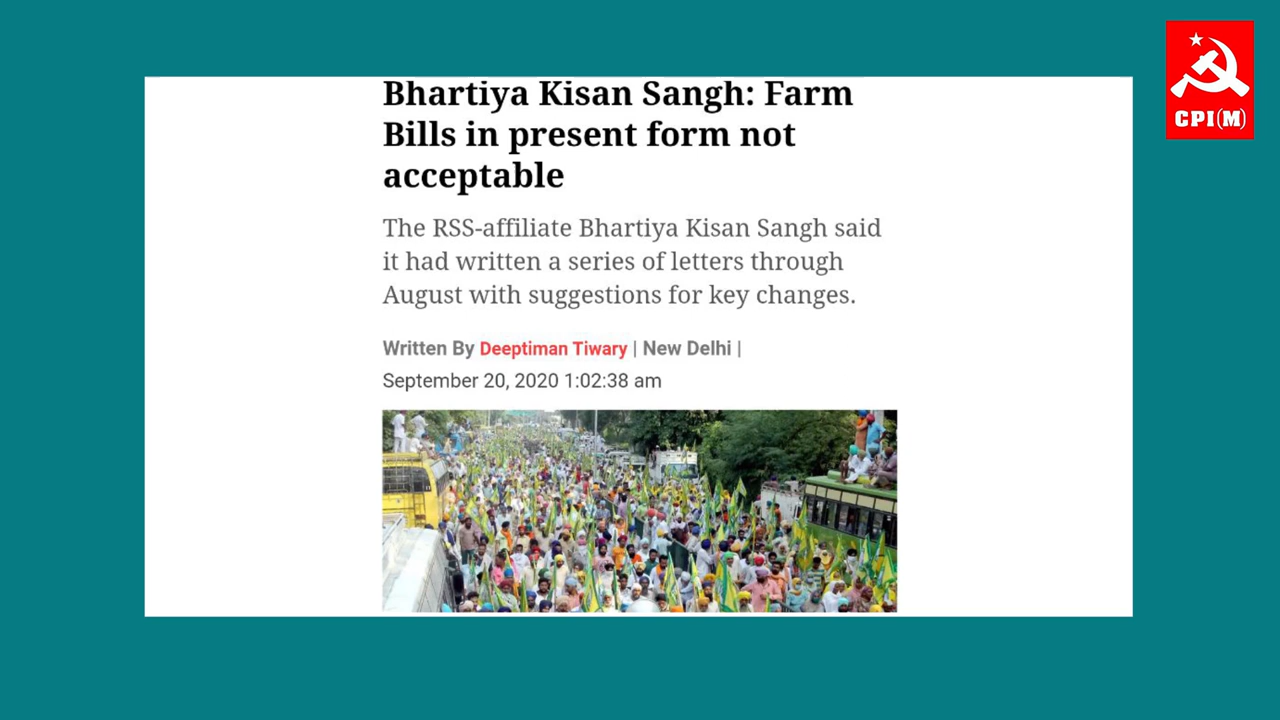 Bhartiya Kisan Sangh: Farm
Bills in present form not
acceptable
The RSS-affiliate Bhartiya Kisan Sangh said
it had written a series of letters through
August with suggestions for key changes.
Written By Deeptiman Tiwary | New Delhi |
September 20, 2020 1:02:38 am
CPI(M)